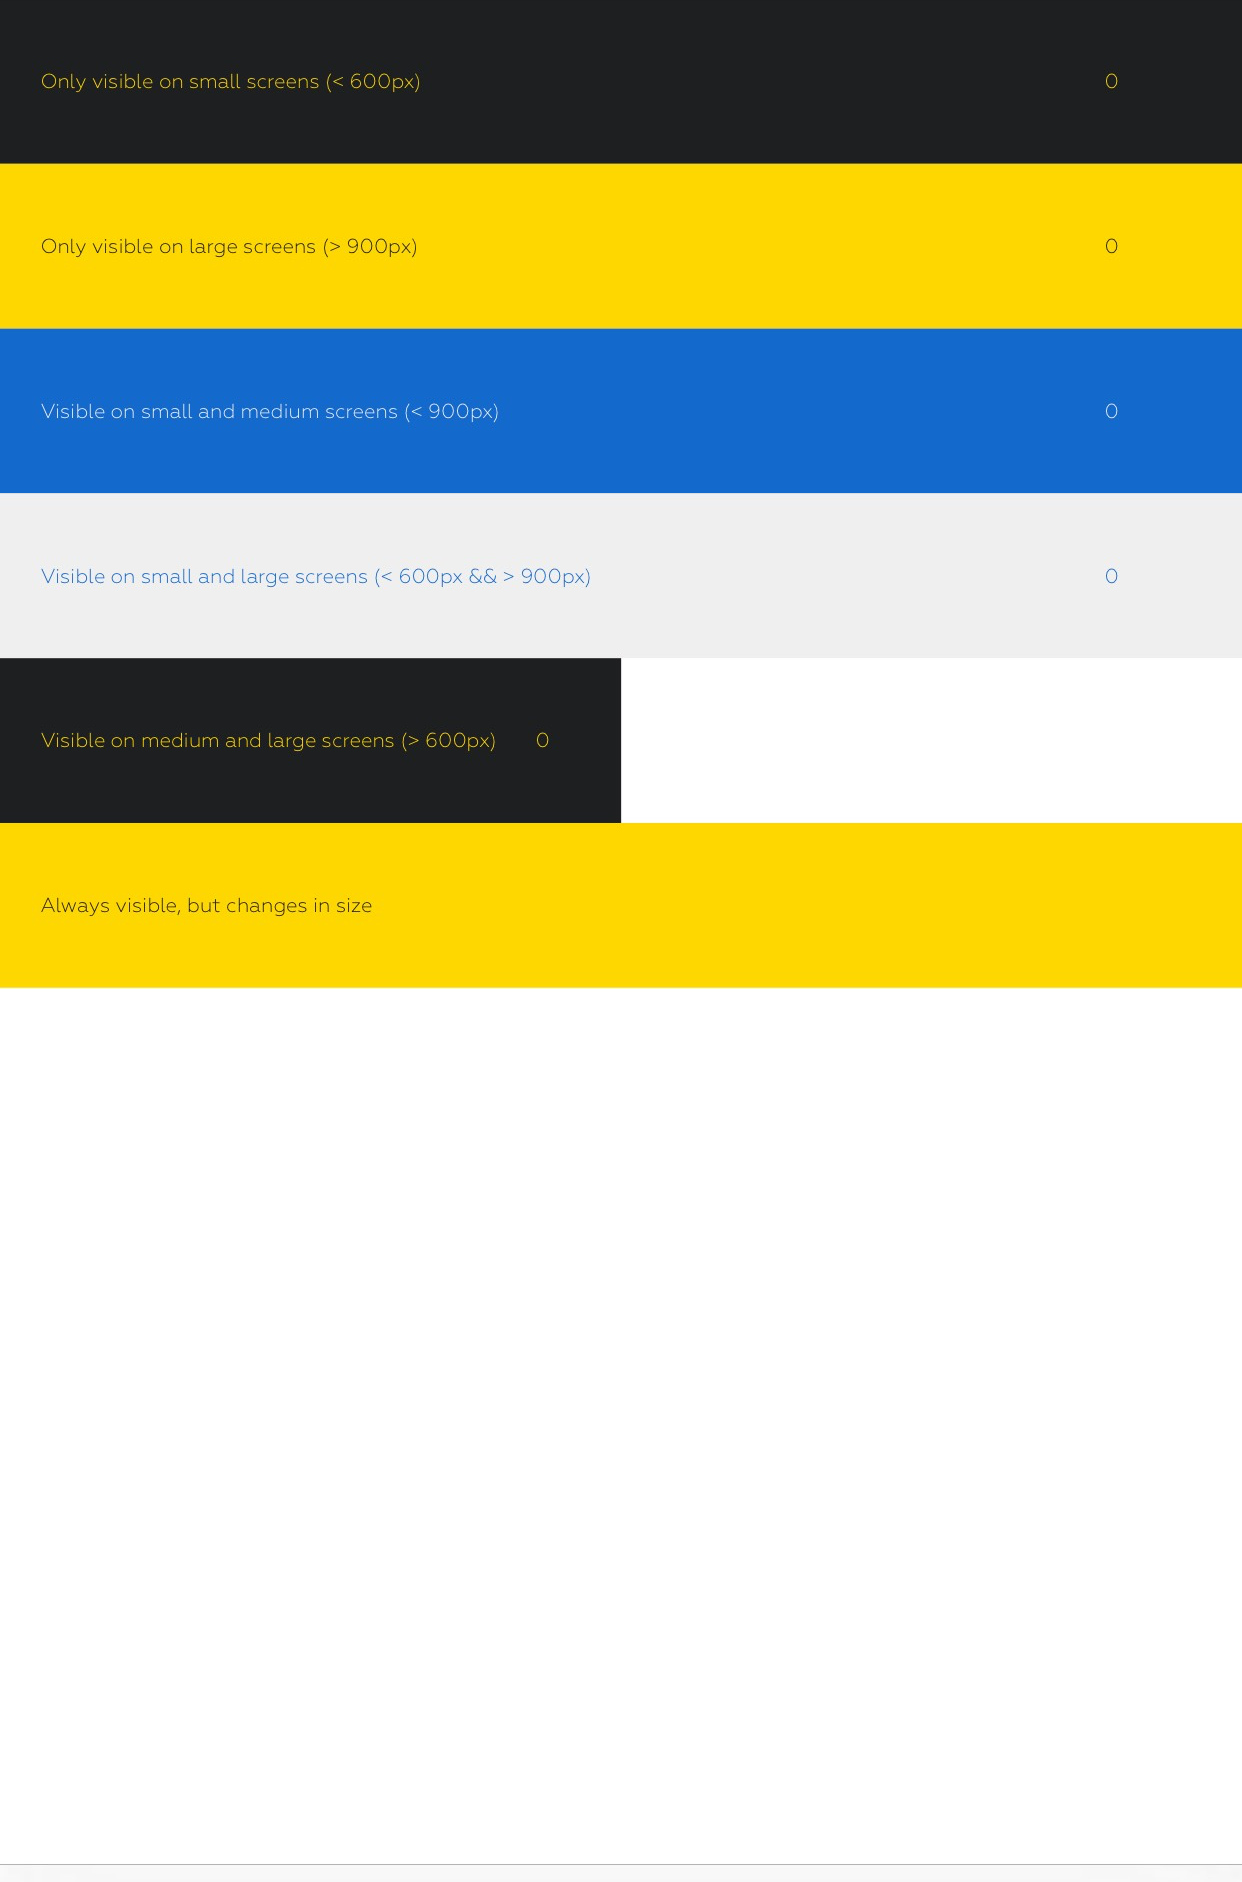 Only visible on small screens (< 600px) 0
Only visible on large screens (> 900px) 0
Visible on small and medium screens (< 900px) 0
Visible on small and large screens (< 600px && > 900px) 0
Visible on medium and large screens (> 600px) 0
Always visible, but changes in size